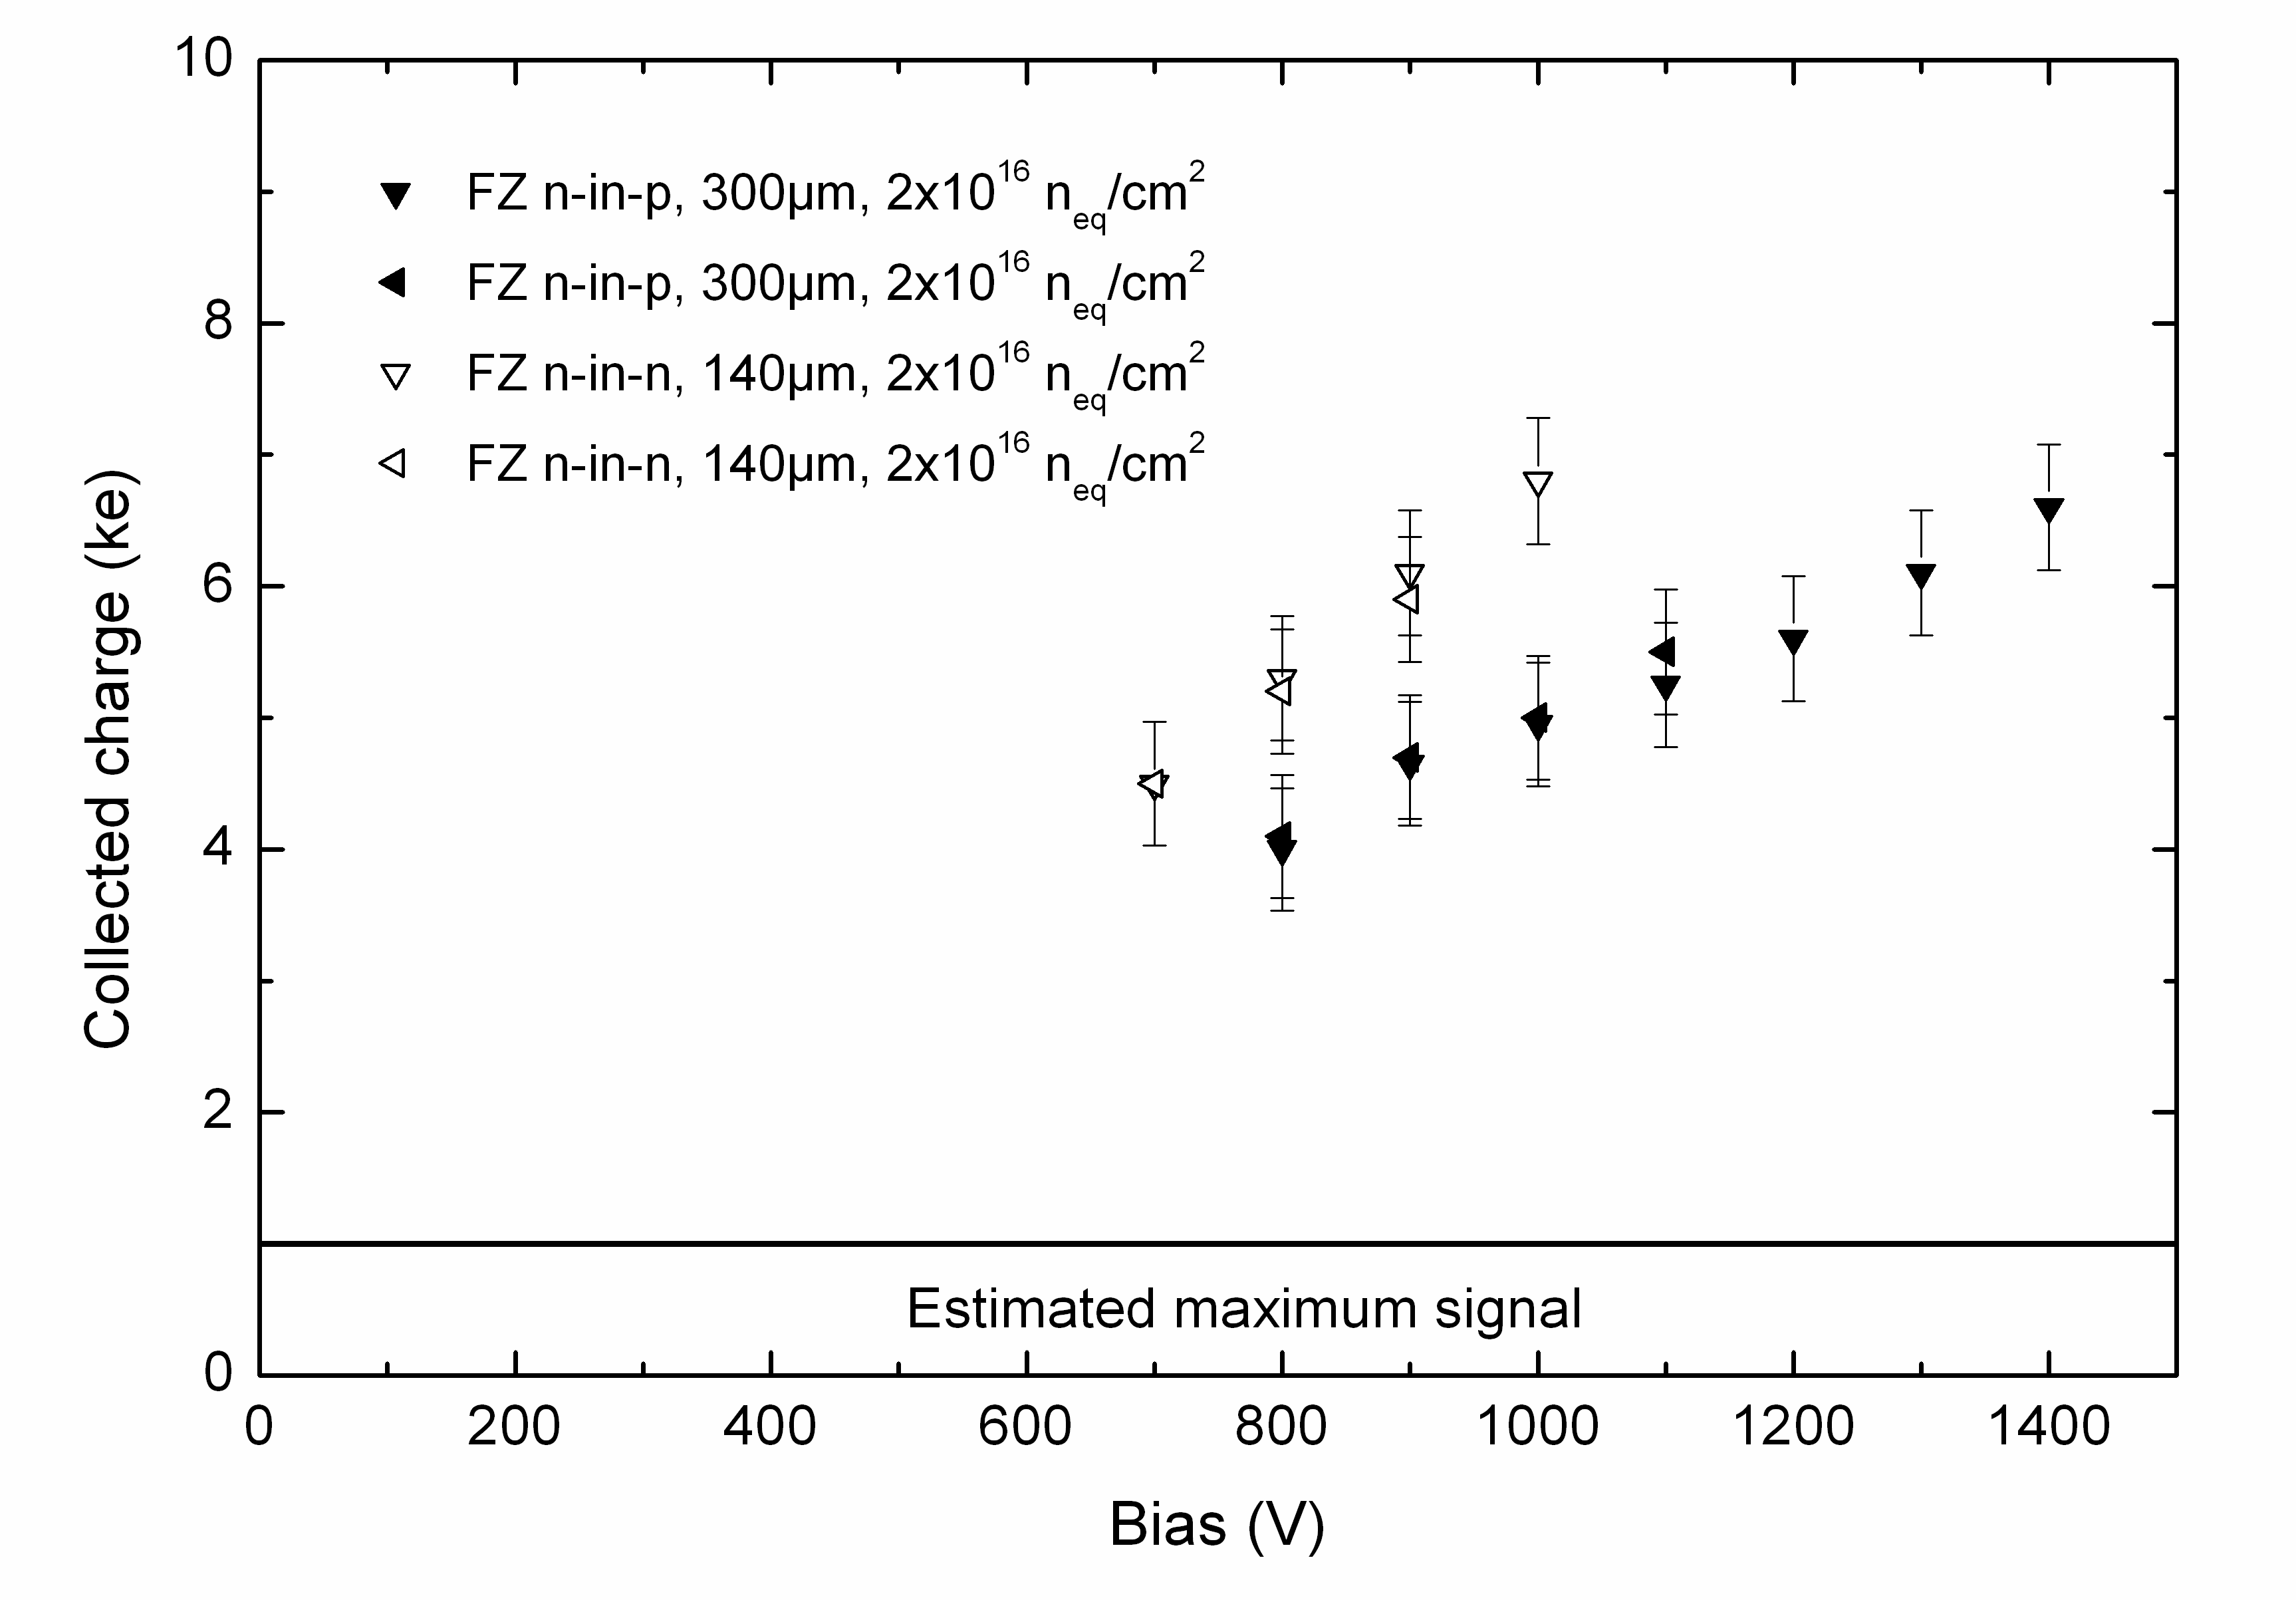 10
8
6
4
2
0
Collected charge (ke)
FZ n-in-p, 300µm, 2x10^16 n_eq/cm^2
FZ n-in-p, 300µm, 2x10^16 n_eq/cm^2
FZ n-in-n, 140µm, 2x10^16 n_eq/cm^2
FZ n-in-n, 140µm, 2x10^16 n_eq/cm^2
Estimated maximum signal
0 200 400 600 800 1000 1200 1400
Bias (V)